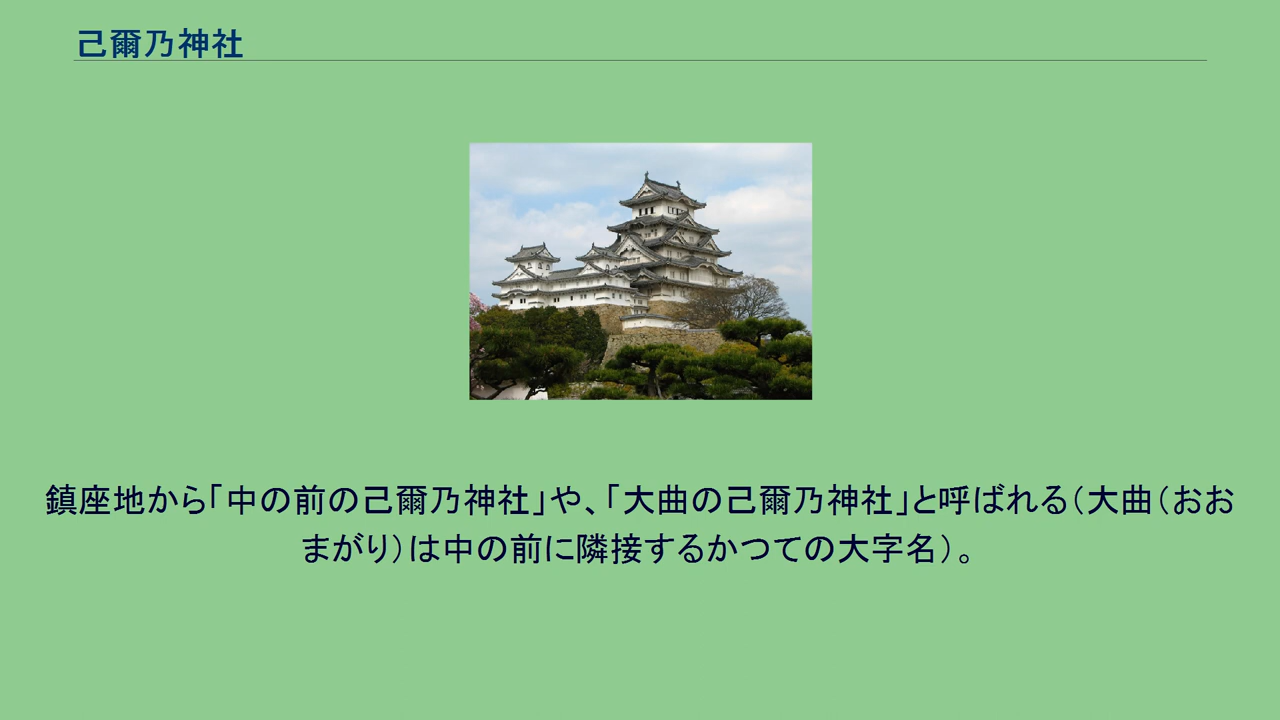 己爾乃神社
鎮座地から「中の前の己爾乃神社」や、「大曲の己爾乃神社」と呼ばれる（大曲（おお
まがり）は中の前に隣接するかつての大字名）。